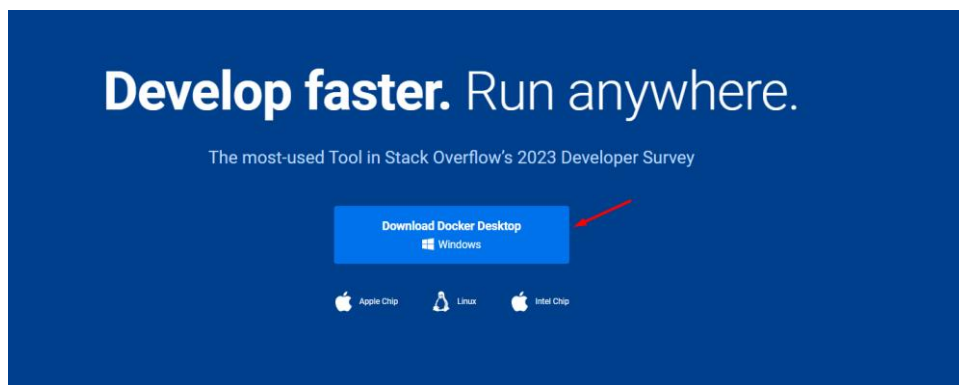 Develop faster. Run anywhere.
The most-used Tool in Stack Overflow's 2023 Developer Survey
Download Docker Desktop
Windows
Apple Chip Linux Intel Chip